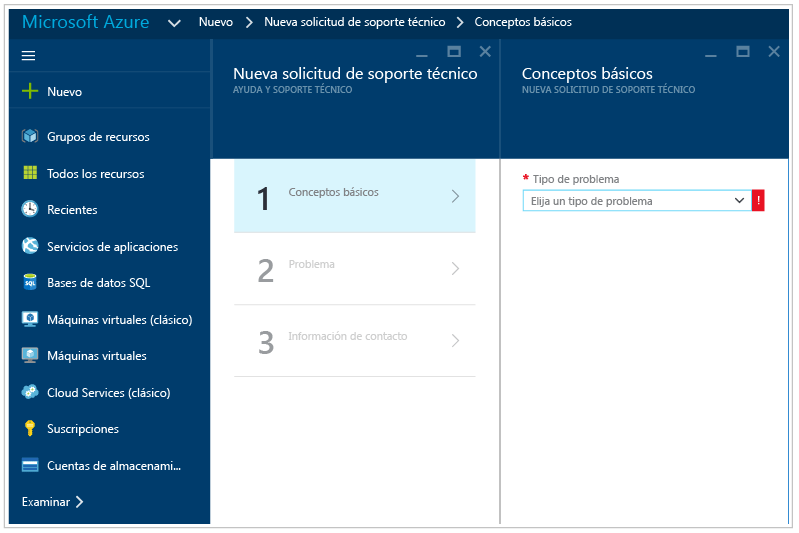 Microsoft Azure Nuevo Nueva solicitud de soporte técnico Conceptos básicos
Nuevo
Grupos de recursos
Todos los recursos
Recientes
Servicios de aplicaciones
Bases de datos SQL
Máquinas virtuales (clásico)
Máquinas virtuales
Cloud Services (clásico)
Suscripciones
Cuentas de almacenami...
Examinar
Nueva solicitud de soporte técnico
AYUDA Y SOPORTE TÉCNICO
1 Conceptos básicos
2 Problema
3 Información de contacto
Conceptos básicos
NUEVA SOLICITUD DE SOPORTE TÉCNICO
* Tipo de problema
Elija un tipo de problema !